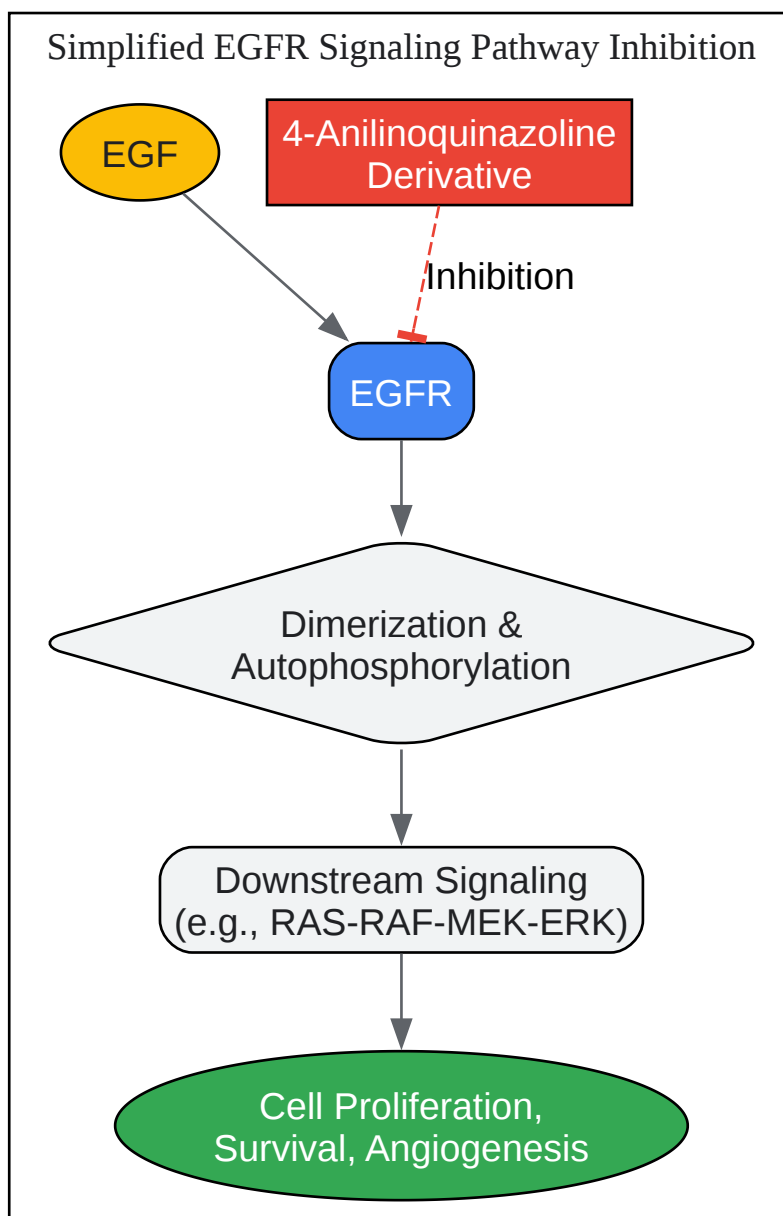 Simplified EGFR Signaling Pathway Inhibition
EGF
4-Anilinoquinazoline
Derivative
Inhibition
EGFR
Dimerization &
Autophosphorylation
Downstream Signaling
(e.g., RAS-RAF-MEK-ERK)
Cell Proliferation,
Survival, Angiogenesis